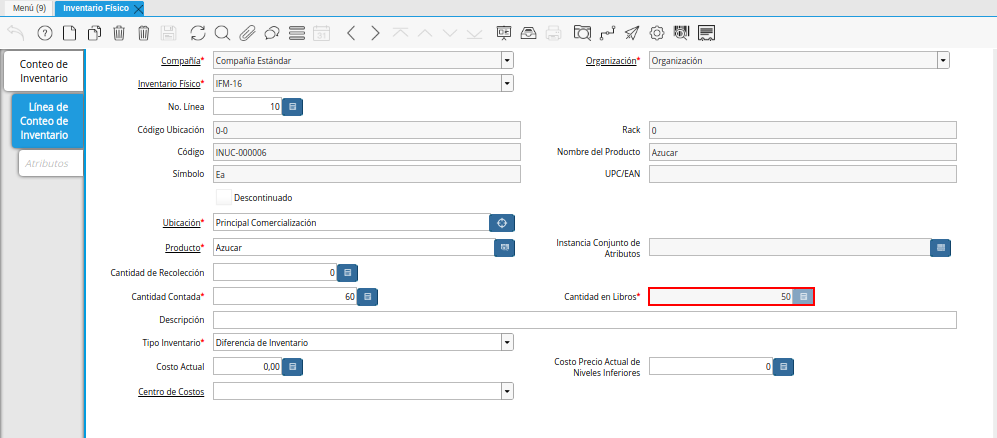 Menú (9) Inventario Físico
31
Conteo de
Inventario
Línea de
Conteo de
Inventario
Atributos
Compañía* Compañía Estándar Organización* Organización
Inventario Físico* IFM-16
No. Línea 10
Código Ubicación 0-0 Rack 0
Código INUC-000006 Nombre del Producto Azucar
Símbolo Ea UPC/EAN
Descontinuado
Ubicación* Principal Comercialización
Producto* Azucar Instancia Conjunto de
Atributos
Cantidad de Recolección 0
Cantidad Contada* 60 Cantidad en Libros* 50
Descripción
Tipo Inventario* Diferencia de Inventario
Costo Actual 0,00 Costo Precio Actual de
Niveles Inferiores 0
Centro de Costos